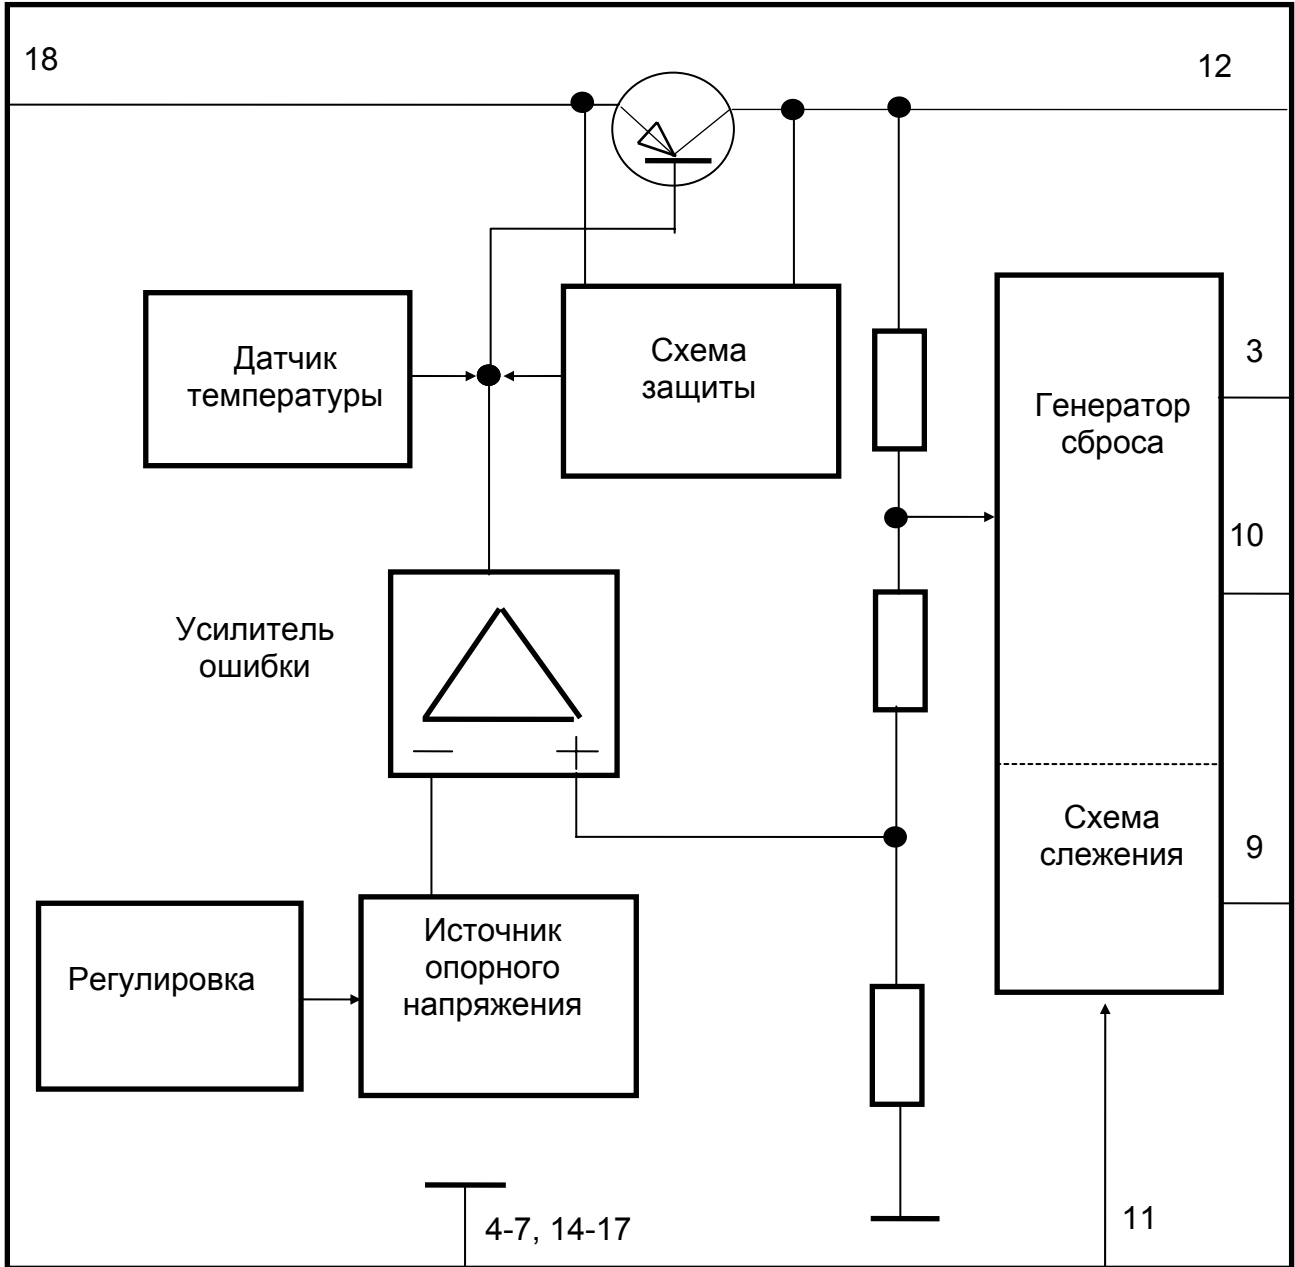 18
12
Датчик
температуры
Схема
защиты
Генератор
сброса
3
10
Усилитель
ошибки
— +
Схема
слежения
9
Регулировка
Источник
опорного
напряжения
4-7, 14-17
11